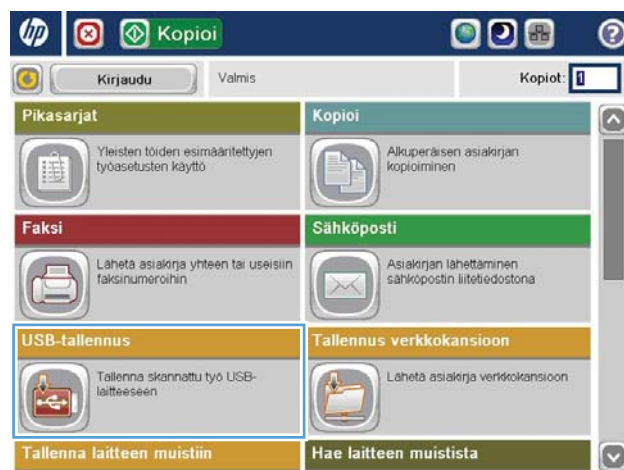 hp Kopioi ?
Kirjaudu Valmis Kopiot: 1
Pikasarjat
Yleisten töiden esimääritettyjen
työasetusten käyttö
Kopioi
Alkuperäisen asiakirjan
kopioiminen
Faksi
Lähetä asiakirja yhteen tai useisiin
faksinumeroihin
Sähköposti
Asiakirjan lähettäminen
sähköpostin liitetiedostona
USB-tallennus
Tallenna skannattu työ USB-
laitteeseen
Tallennus verkkokansioon
Lähetä asiakirja verkkokansioon
Tallenna laitteen muistiin
Hae laitteen muistista